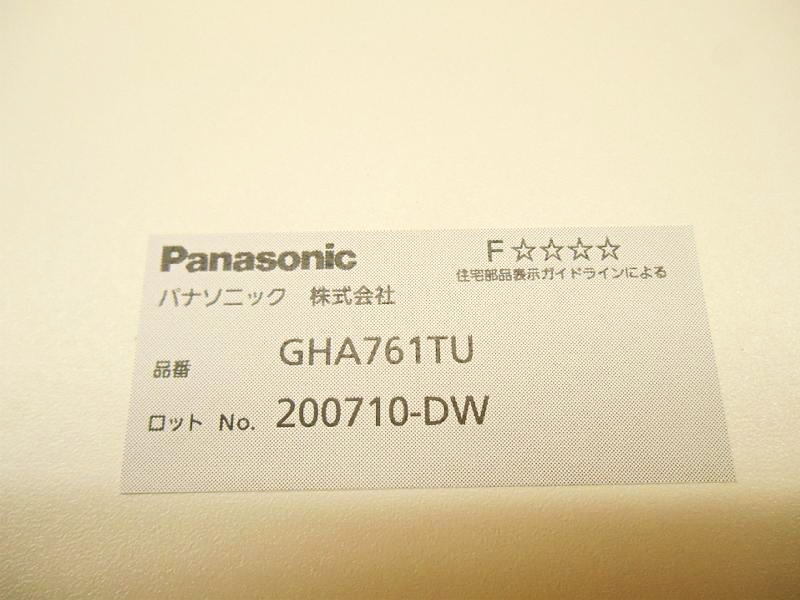 Panasonic
F☆☆☆☆
住宅部品表示ガイドラインによる
パナソニック 株式会社
品番 GHA761TU
ロット No. 200710-DW